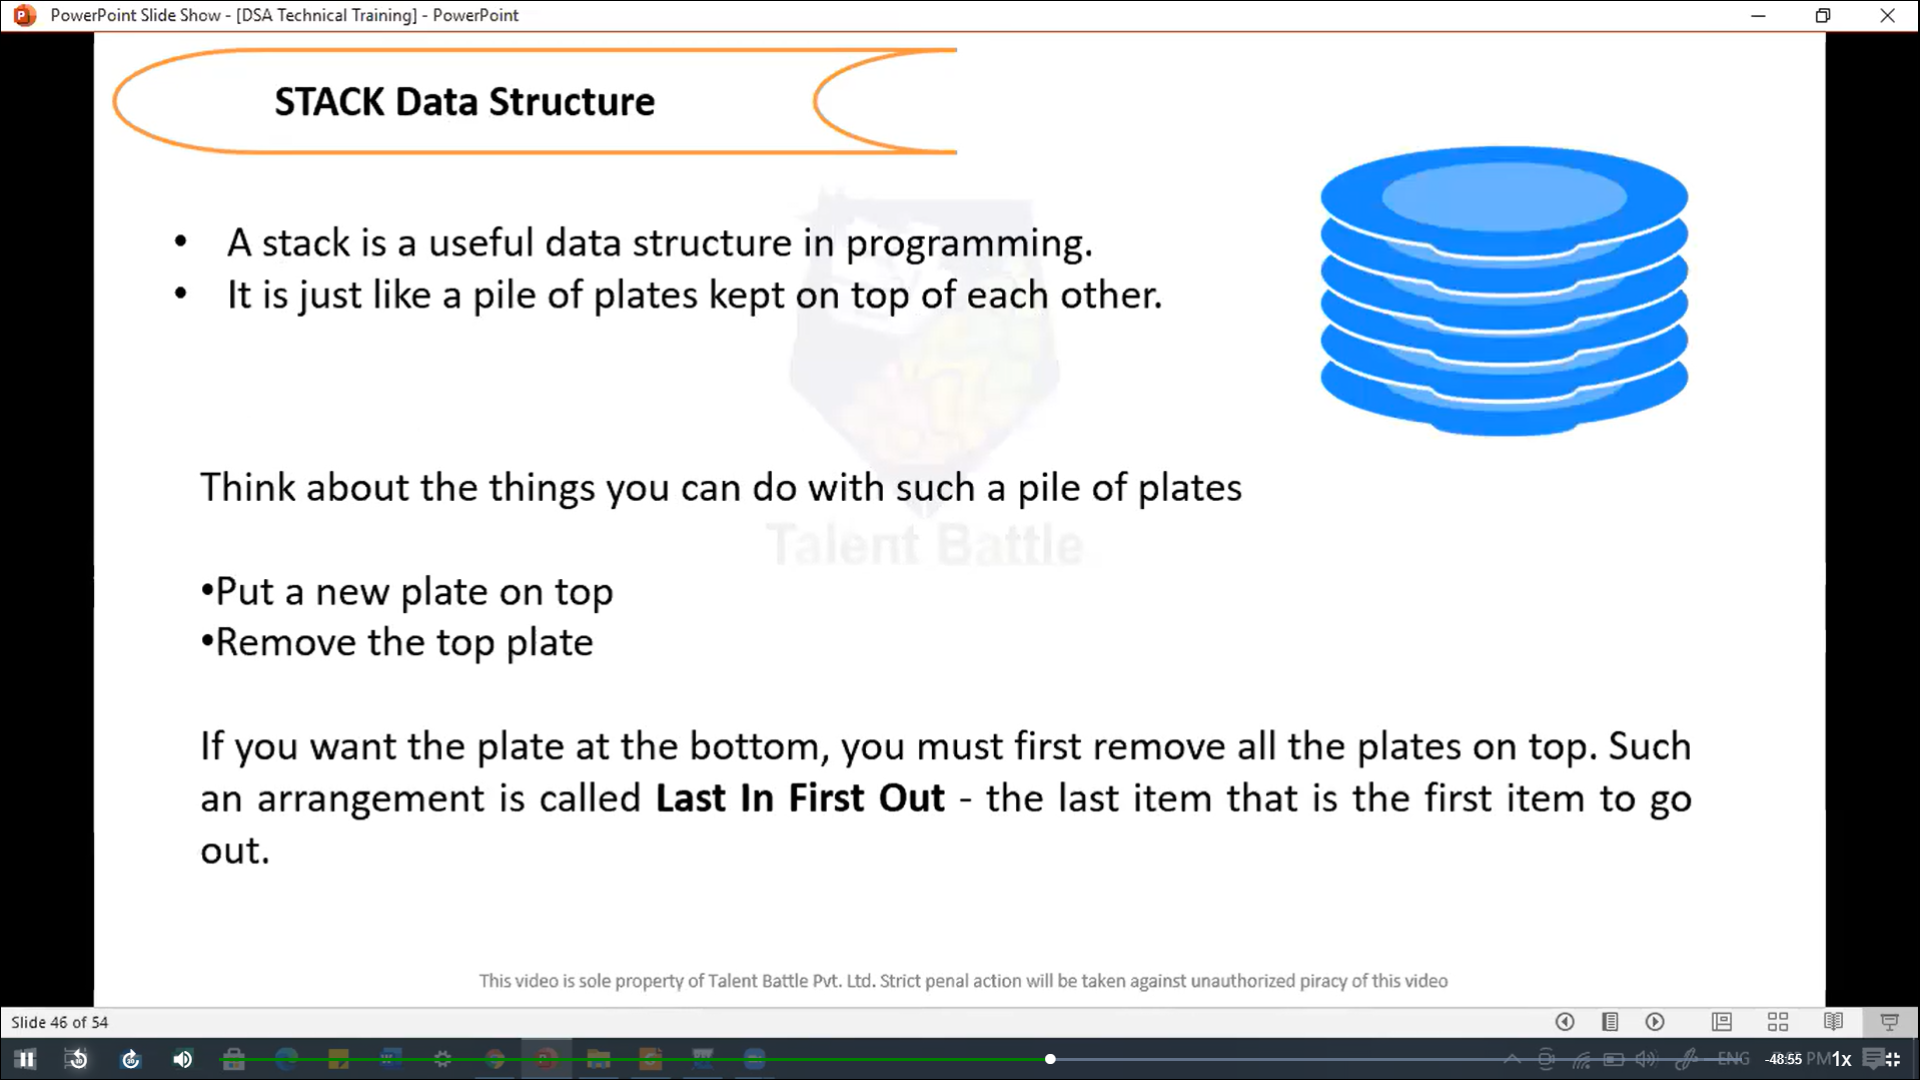 PowerPoint Slide Show - [DSA Technical Training] - PowerPoint
STACK Data Structure
• A stack is a useful data structure in programming.
• It is just like a pile of plates kept on top of each other.
Think about the things you can do with such a pile of plates
Talent Battle
•Put a new plate on top
•Remove the top plate
If you want the plate at the bottom, you must first remove all the plates on top. Such
an arrangement is called Last In First Out - the last item that is the first item to go
out.
This video is sole property of Talent Battle Pvt. Ltd. Strict penal action will be taken against unauthorized piracy of this video
Slide 46 of 54
ENG PM -48:55 1x